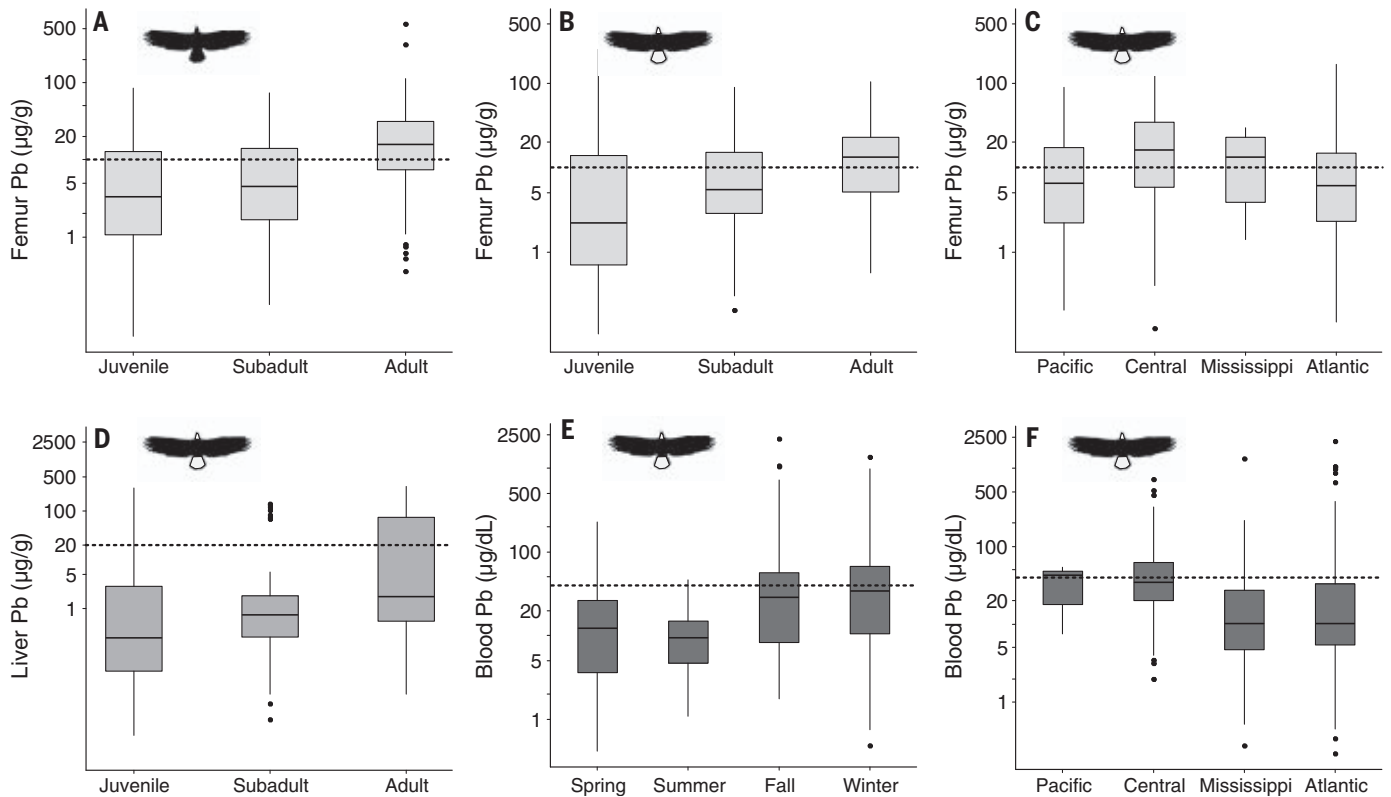 A
B
C
Femur Pb (µg/g)
500
100
20
5
1
Juvenile
Subadult
Adult
Femur Pb (µg/g)
500
100
20
5
1
Juvenile
Subadult
Adult
Femur Pb (µg/g)
500
100
20
5
1
Pacific
Central
Mississippi
Atlantic
D
E
F
Liver Pb (µg/g)
2500
500
100
20
5
1
Juvenile
Subadult
Adult
Blood Pb (µg/dL)
2500
500
100
20
5
1
Spring
Summer
Fall
Winter
Blood Pb (µg/dL)
2500
500
100
20
5
1
Pacific
Central
Mississippi
Atlantic